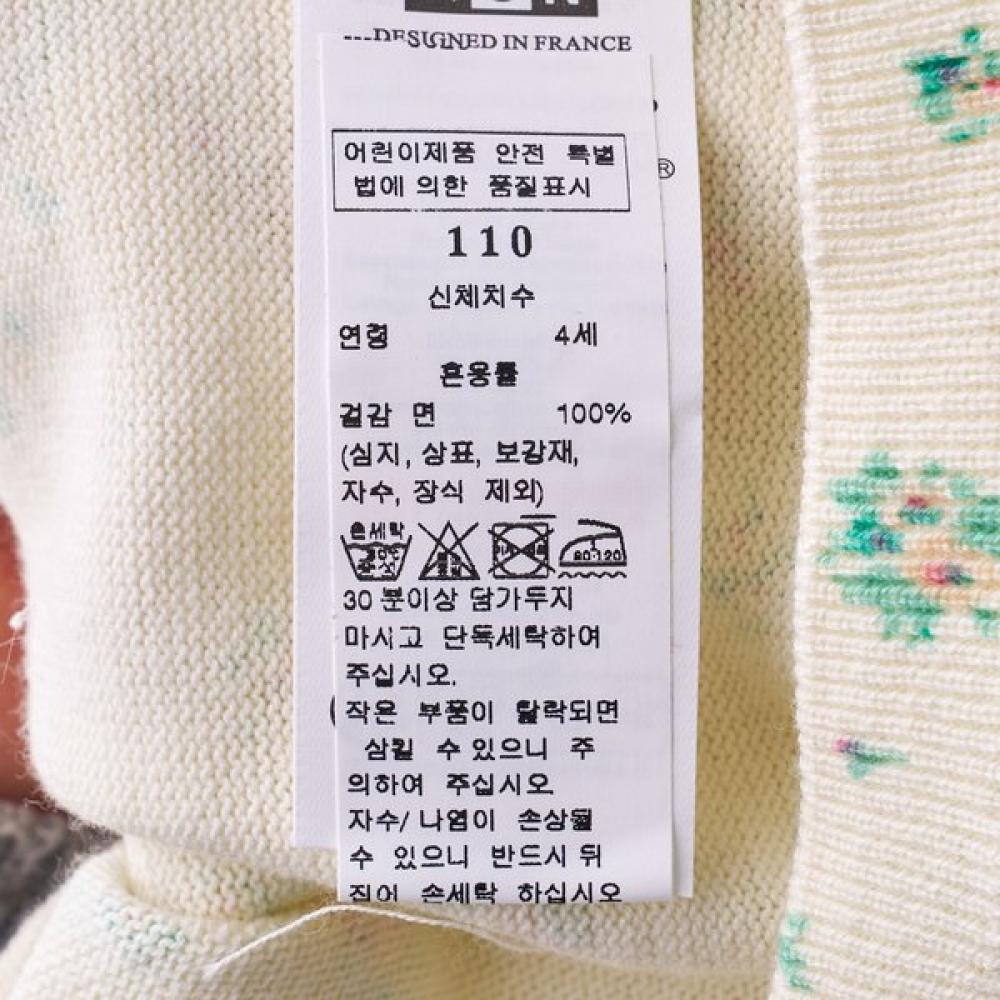 DESIGNED IN FRANCE
®
어린이제품 안전 특별
법에 의한 품질표시
110
신체치수
연령 4세
혼용률
겉감 면 100%
(심지, 상표, 보강재,
자수, 장식 제외)
손세탁
30℃
중성
80-120
30 분이상 담가두지
마시고 단독세탁하여
주십시오.
작은 부품이 탈락되면
삼킬 수 있으니 주
의하여 주십시오.
자수/ 나염이 손상될
수 있으니 반드시 뒤
집어 손세탁 하십시오